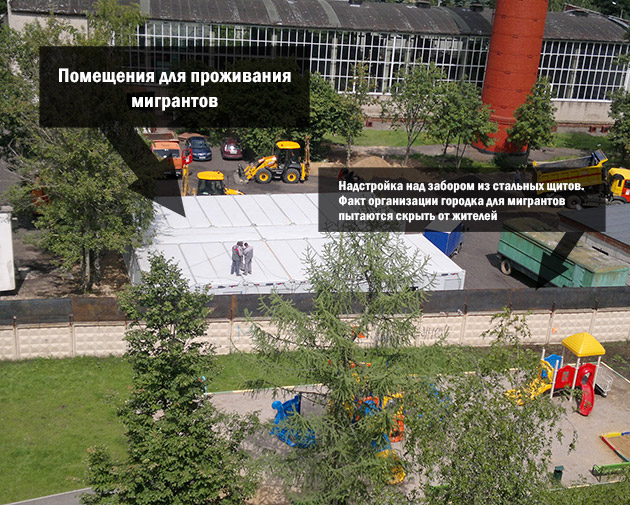 Помещения для проживания
мигрантов
Надстройка над забором из стальных щитов.
Факт организации городка для мигрантов
пытаются скрыть от жителей